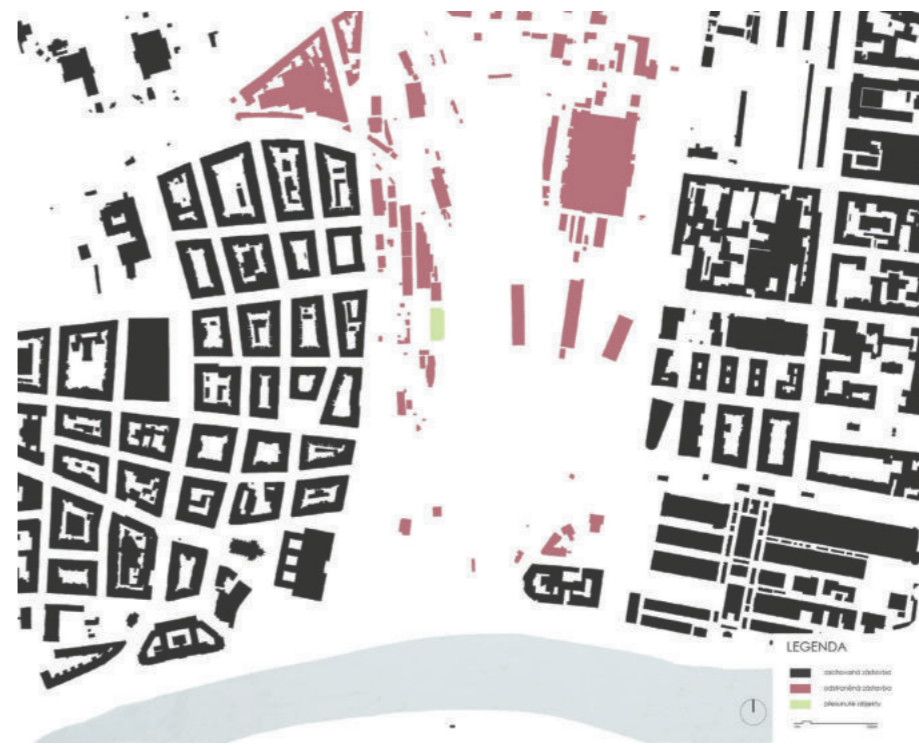 LEGENDA
zachovaná zástavba
odstraněná zástavba
přesunuté objekty